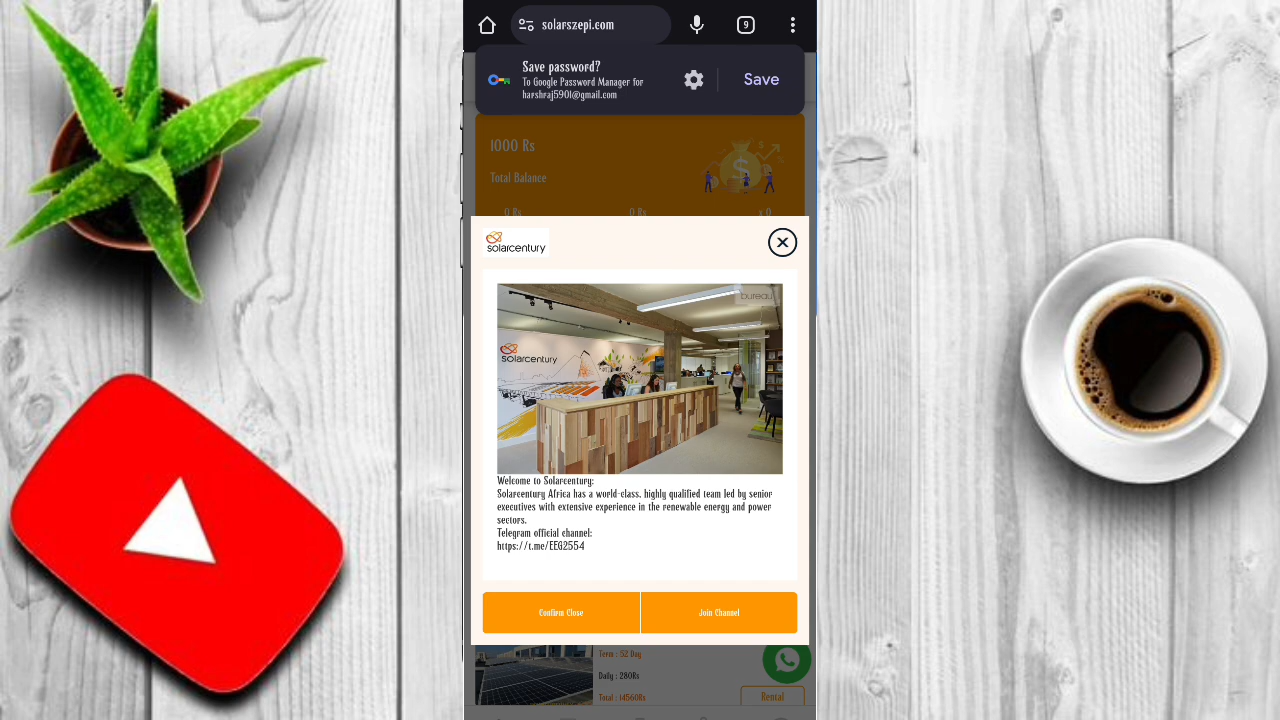 solarszepi.com
9
Save password?
To Google Password Manager for
harshraj5901@gmail.com
Save
1000 Rs
Total Balance
0 Rs
0 Rs
x 0
solarcentury
bureau
solarcentury
Welcome to Solarcentury:
Solarcentury Africa has a world-class, highly qualified team led by senior
executives with extensive experience in the renewable energy and power
sectors.
Telegram official channel:
https://t.me/EEG2554
Confirm Close
Join Channel
Term : 52 Day
Daily : 280Rs
Total : 14560Rs
Rental